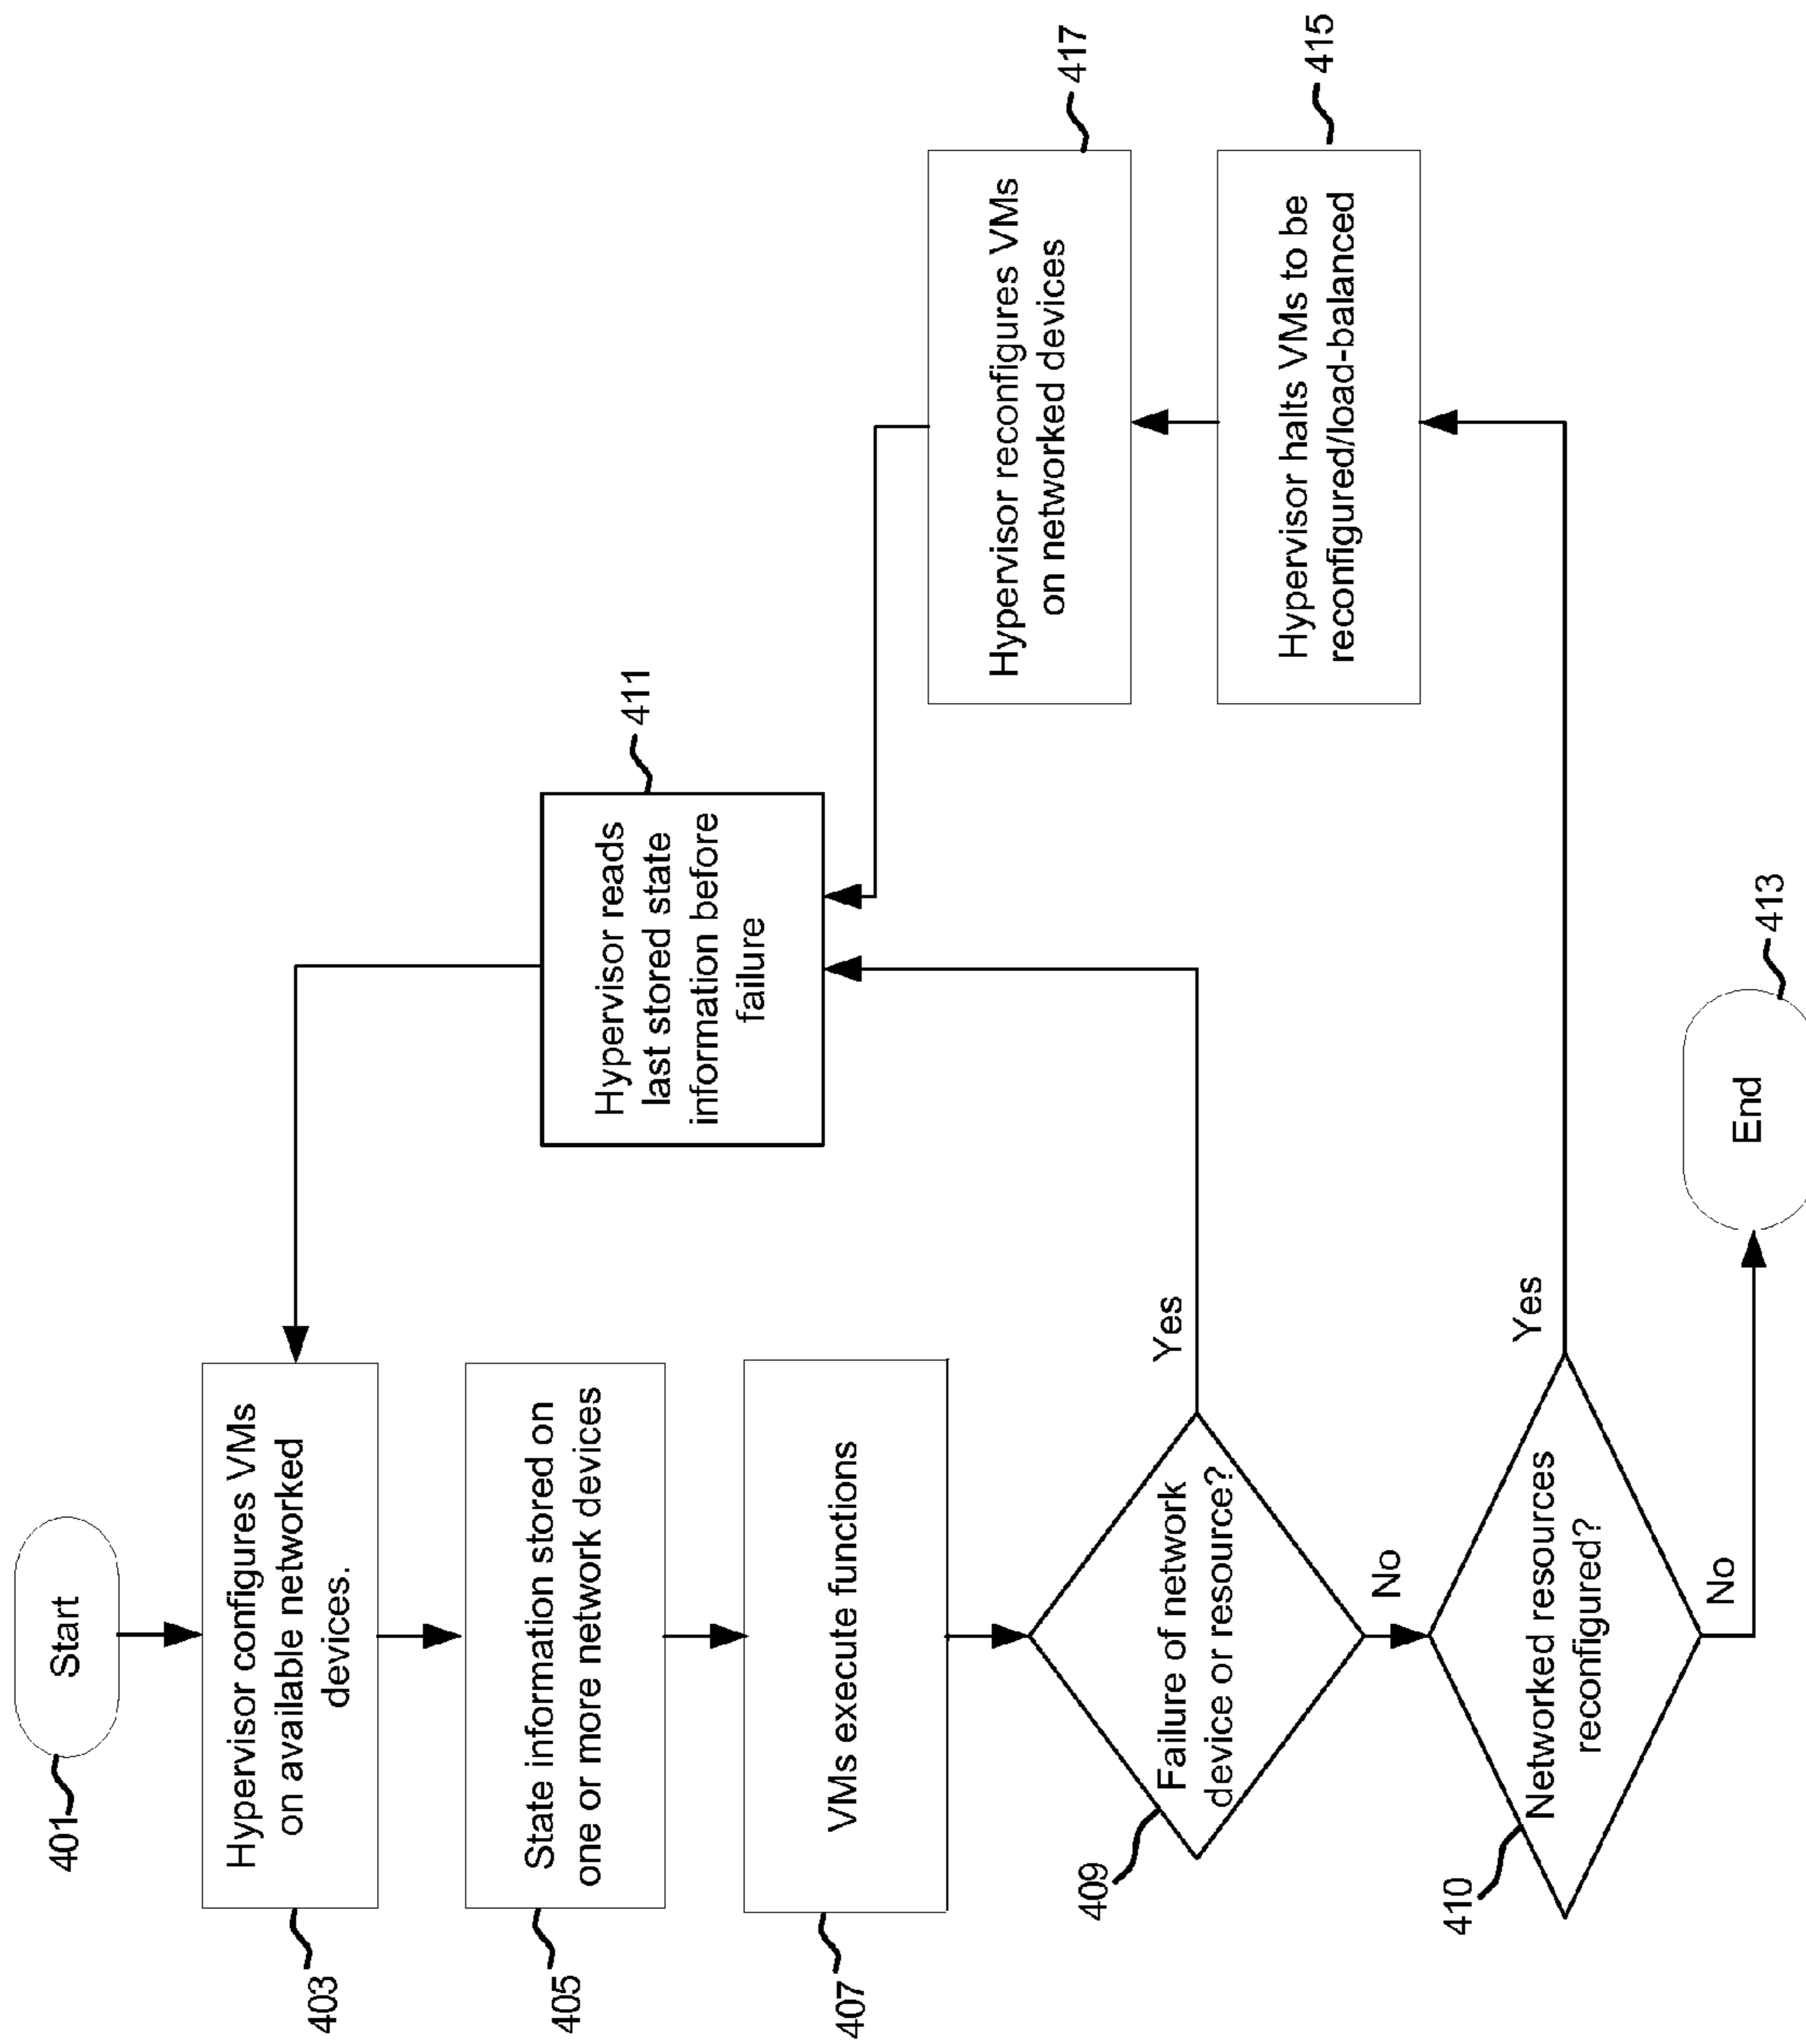 Start
401
Hypervisor configures VMs
on available networked
devices.
403
State information stored on
one or more network devices
405
VMs execute functions
407
Failure of network
device or resource?
409
Yes
No
Hypervisor reads
last stored state
information before
failure
411
Networked resources
reconfigured?
410
Yes
No
End
413
Hypervisor halts VMs to be
reconfigured/load-balanced
415
Hypervisor reconfigures VMs
on networked devices
417